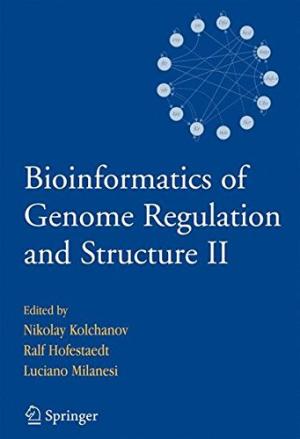 Bioinformatics of
Genome Regulation
and Structure II
Edited by
Nikolay Kolchanov
Ralf Hofestaedt
Luciano Milanesi
Springer